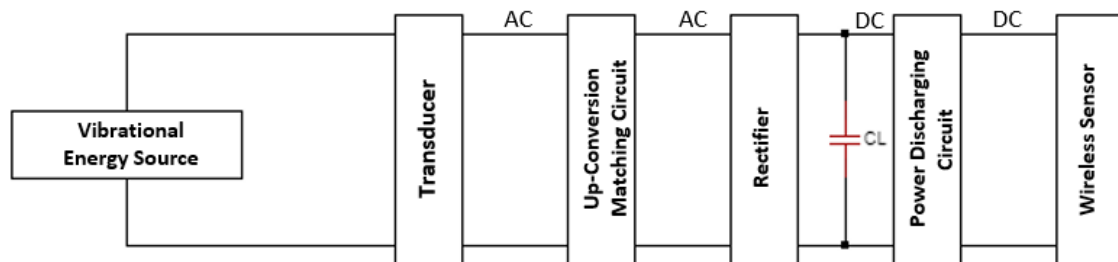 AC
AC
DC
DC
Vibrational
Energy Source
Transducer
Up-Conversion
Matching Circuit
Rectifier
CL
Power Discharging
Circuit
Wireless Sensor